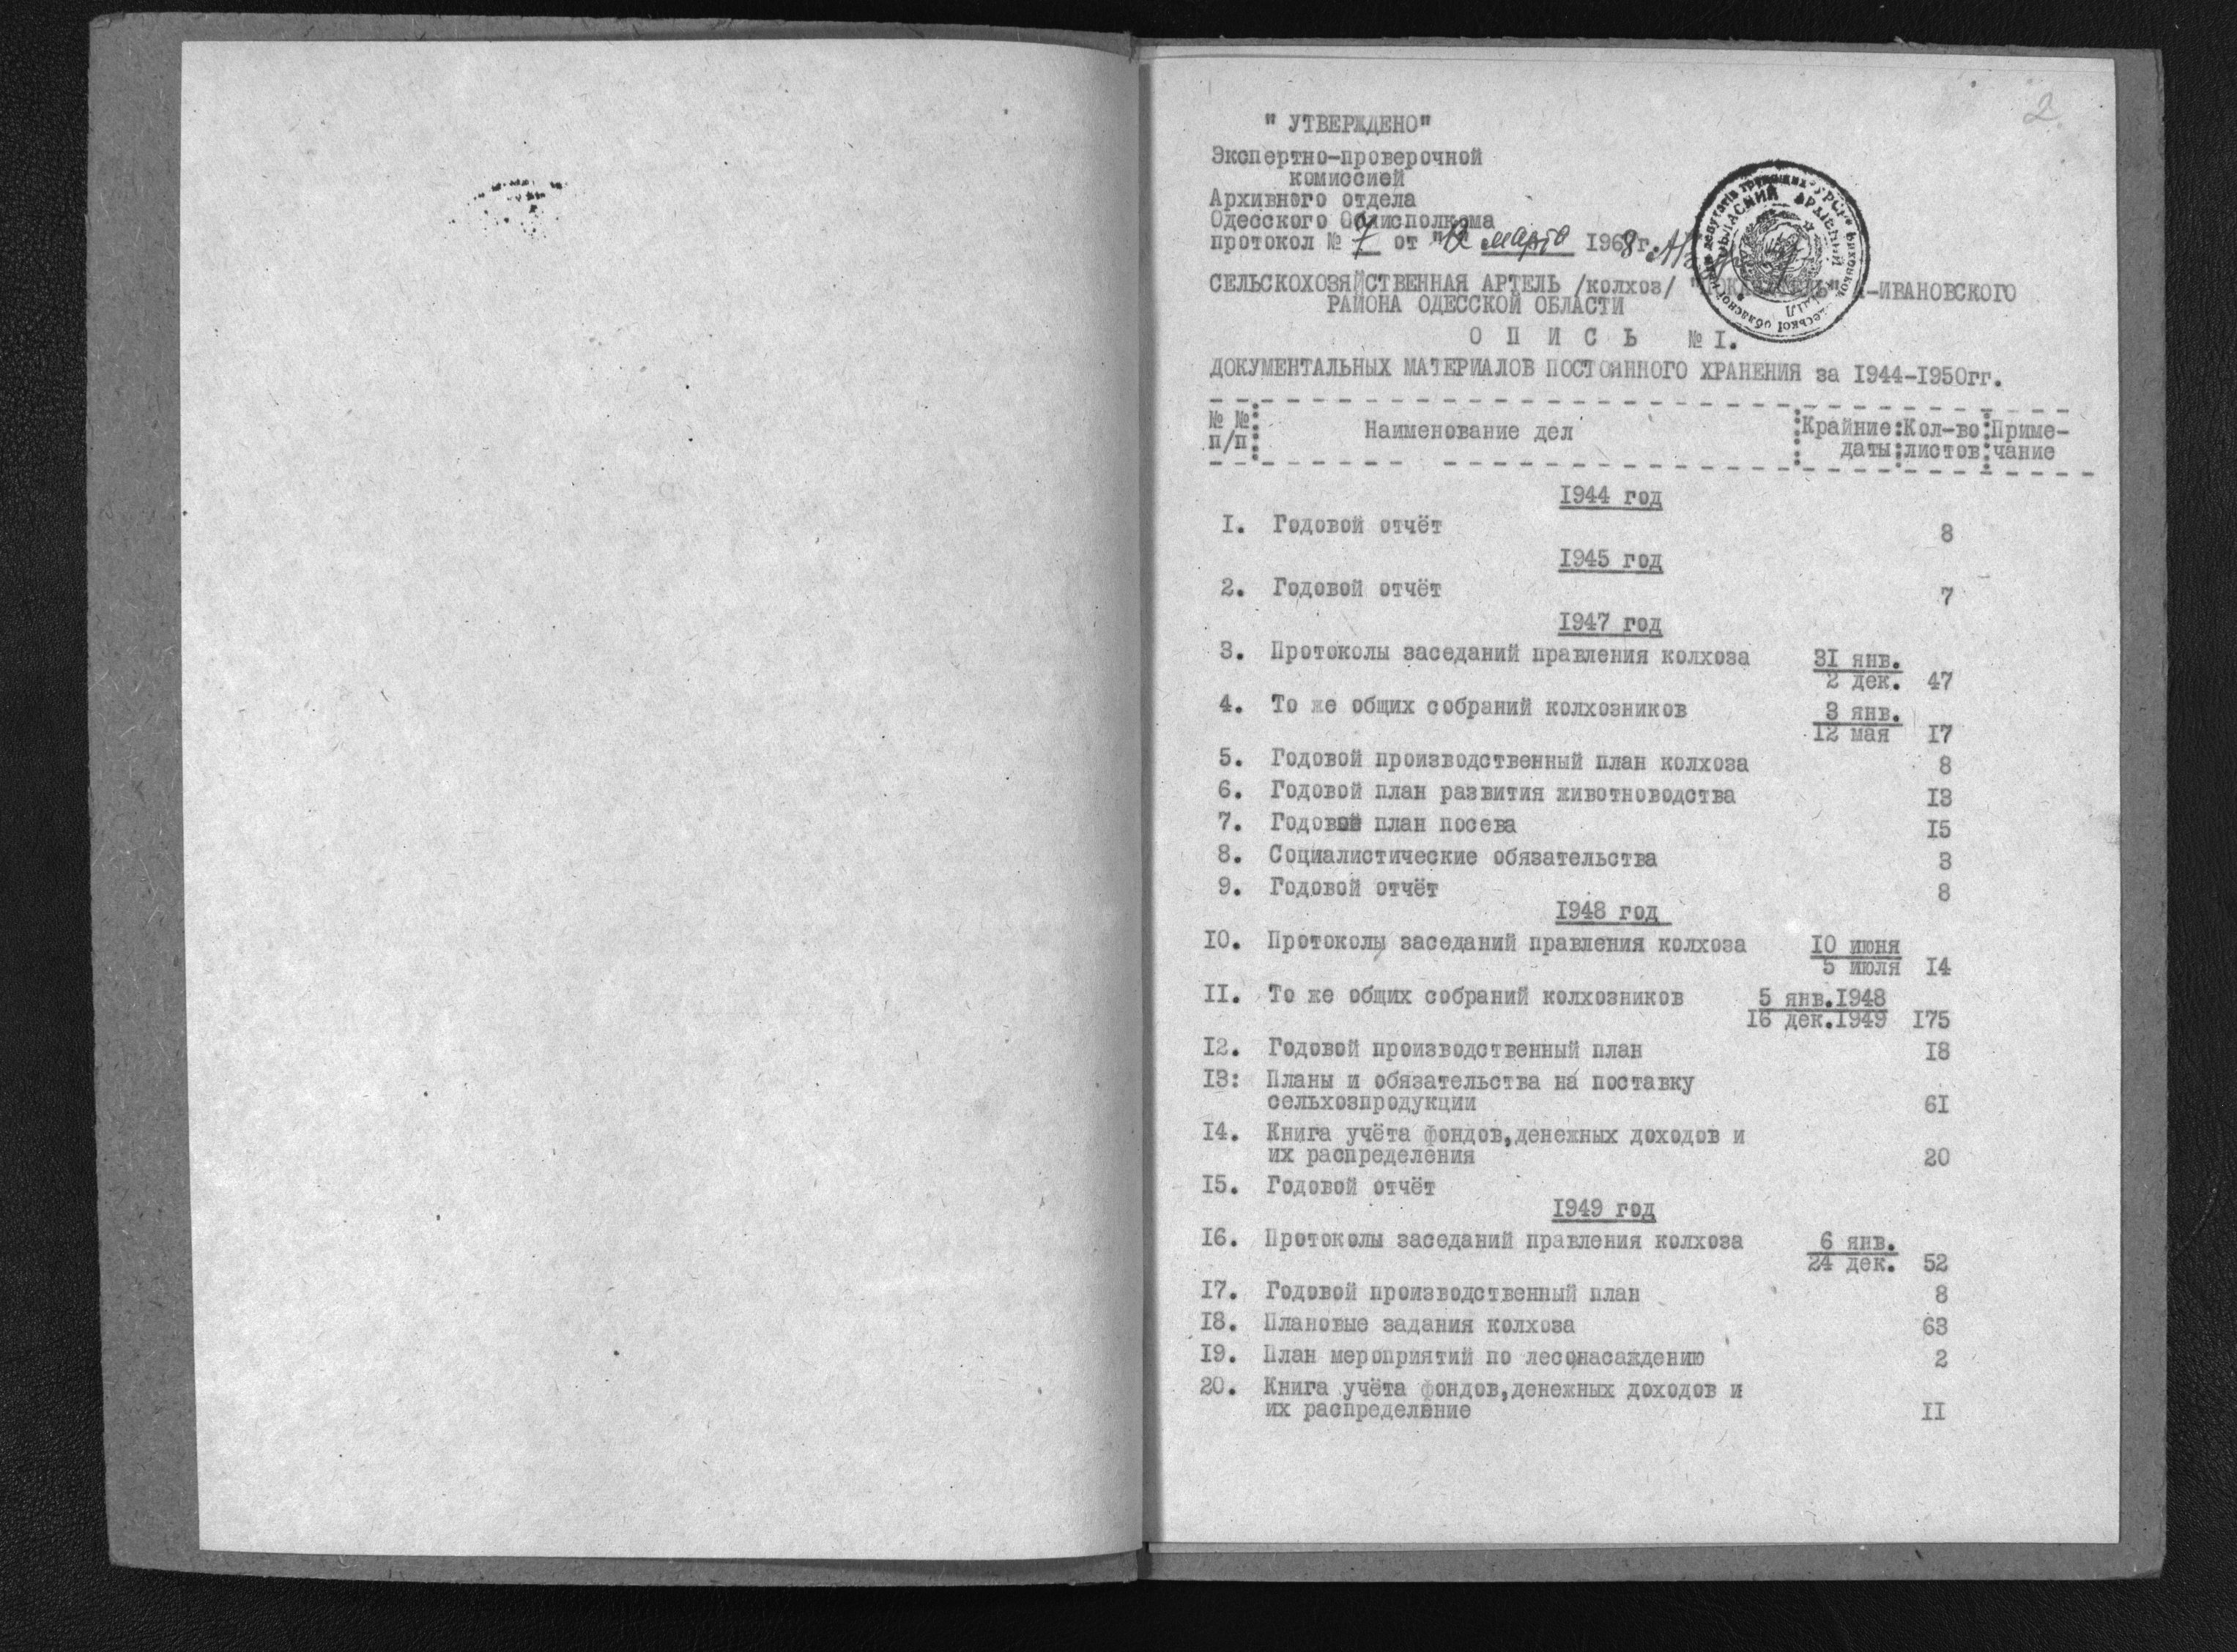 2
" УТВЕРЖДЕНО"
Экспертно-проверочной
комиссией
Архивного отдела
Одесского Облисполкома
протокол № 7 от "12 марта 1968г.
СЕЛЬСКОХОЗЯЙСТВЕННАЯ АРТЕЛЬ /колхоз/ -ИВАНОВСКОГО
РАЙОНА ОДЕССКОЙ ОБЛАСТИ
О П И С Ь № I.
ДОКУМЕНТАЛЬНЫХ МАТЕРИАЛОВ ПОСТОЯННОГО ХРАНЕНИЯ за I944-I950гг.
№ № п/п Наименование дел Крайние даты Кол-во листов Приме-чание
I944 год
I. Годовой отчёт 8
I945 год
2. Годовой отчёт 7
I947 год
3. Протоколы заседаний правления колхоза 3I янв.
2 дек. 47
4. То же общих собраний колхозников 3 янв.
I2 мая I7
5. Годовой производственный план колхоза 8
6. Годовой план развития животноводства I3
7. Годовой план посева I5
8. Социалистические обязательства 3
9. Годовой отчёт 8
I948 год
I0. Протоколы заседаний правления колхоза I0 июня
5 июля I4
II. То же общих собраний колхозников 5 янв.I948
I6 дек.I949 I75
I2. Годовой производственный план I8
I3: Планы и обязательства на поставку
сельхозпродукции 6I
I4. Книга учёта фондов,денежных доходов и
их распределения 20
I5. Годовой отчёт
I949 год
I6. Протоколы заседаний правления колхоза 6 янв.
24 дек. 52
I7. Годовой производственный план 8
I8. Плановые задания колхоза 63
I9. План мероприятий по лесонасаждению 2
20. Книга учёта фондов,денежных доходов и
их распределение II